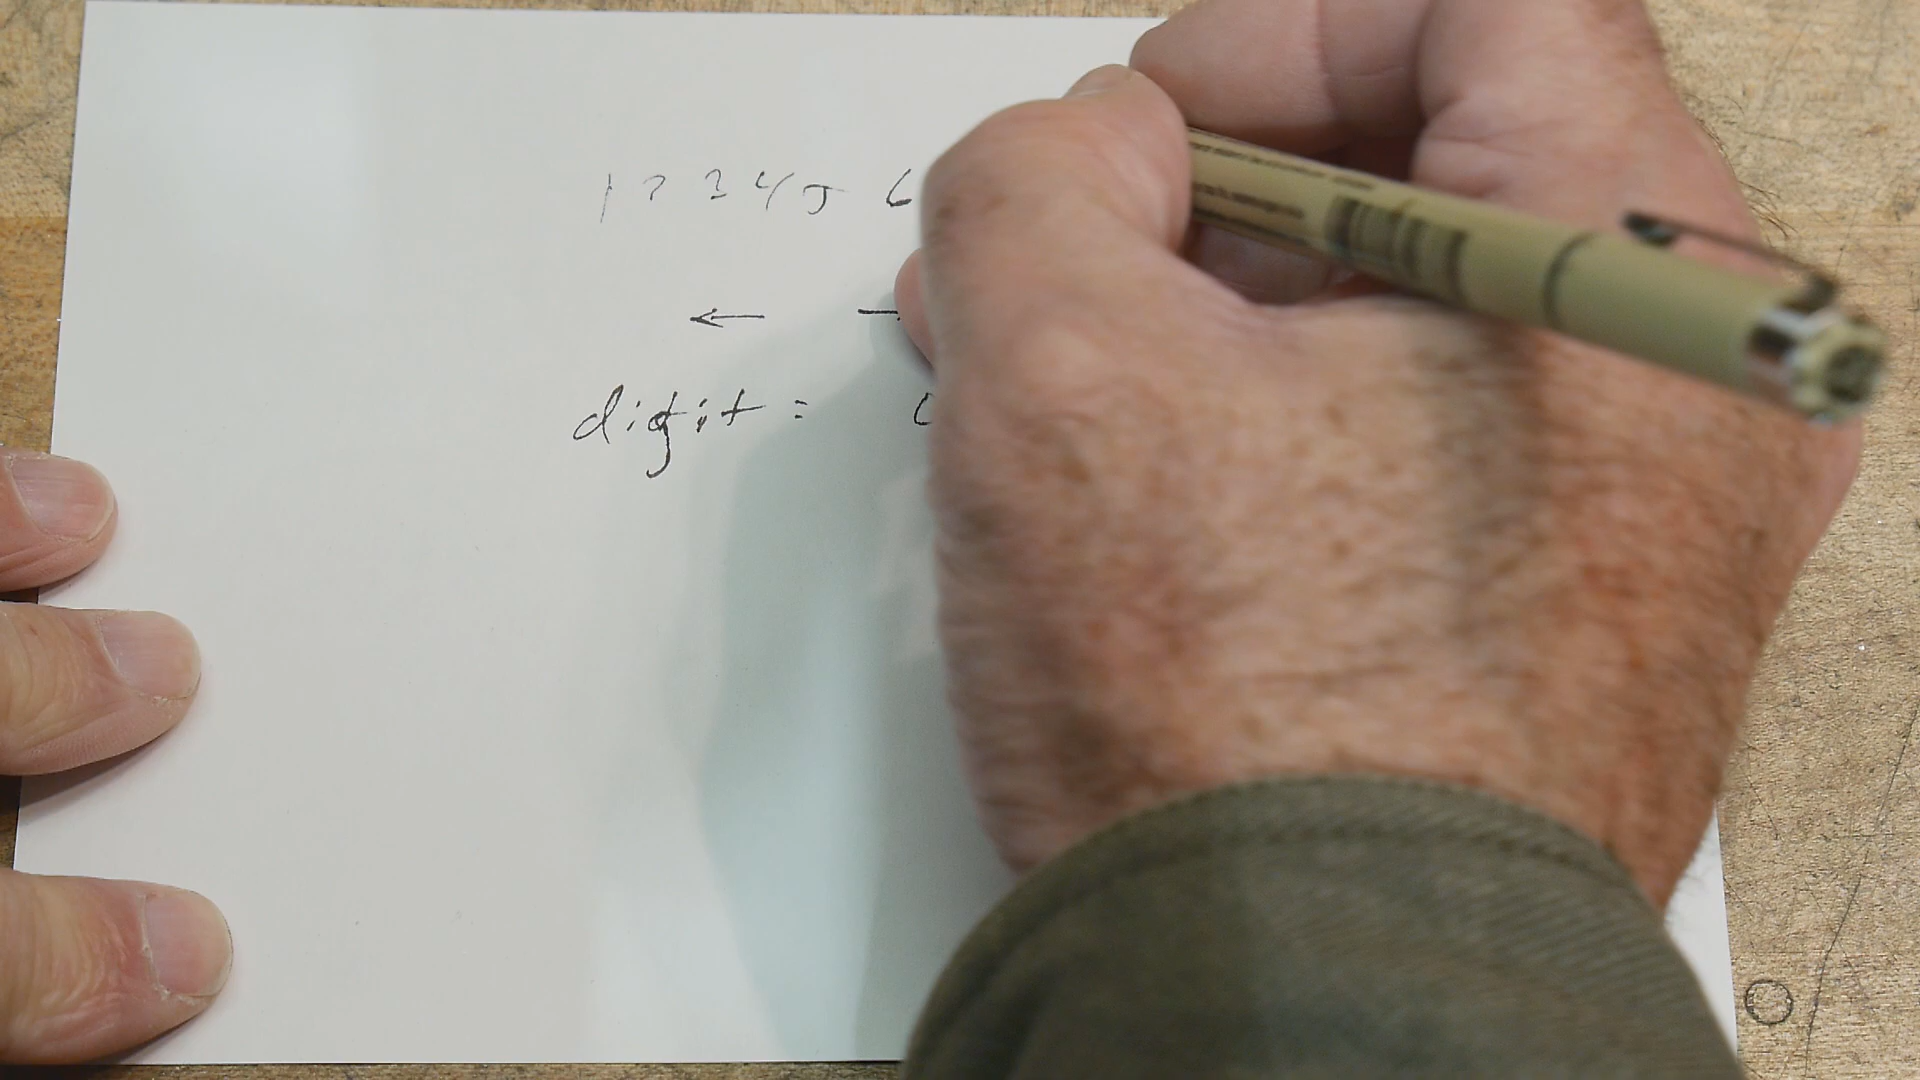 1 2 3 4 5 6
← →
digit =